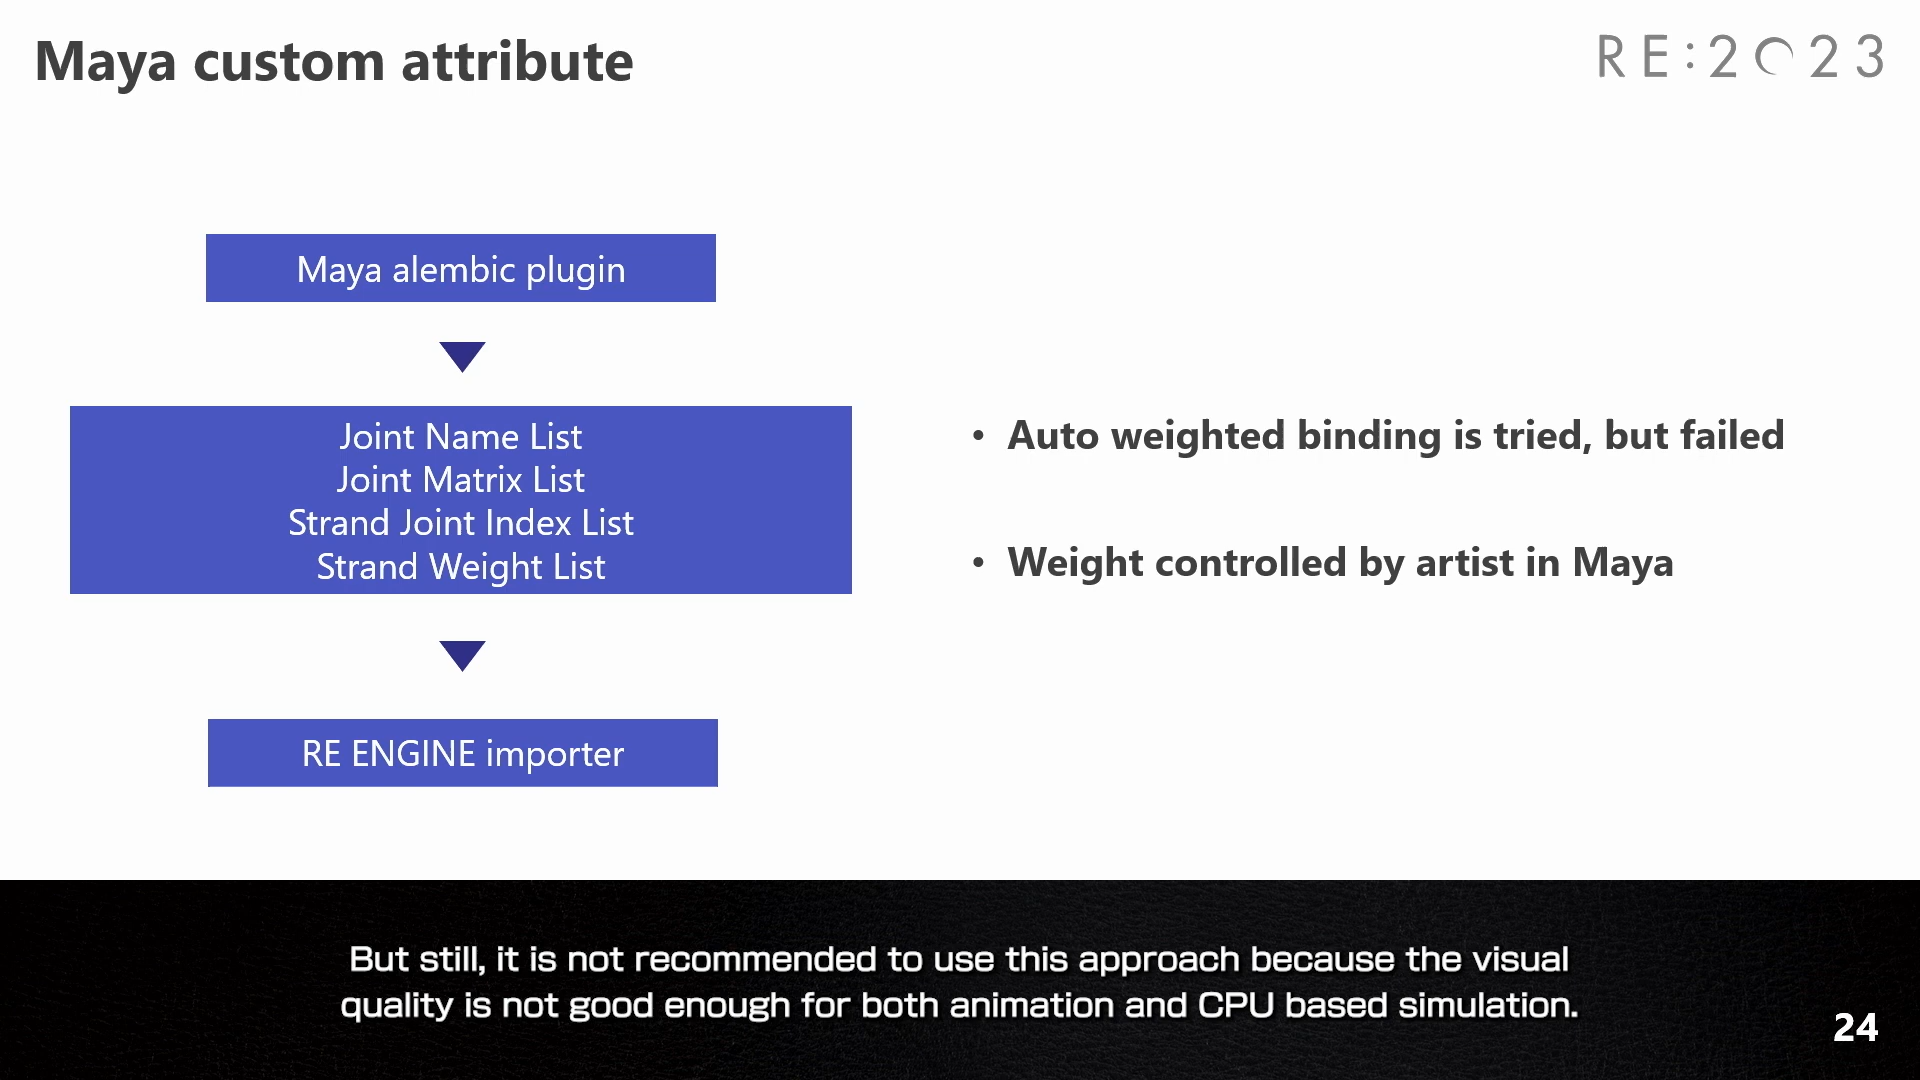 Maya custom attribute
RE:2023
Maya alembic plugin
Joint Name List
Joint Matrix List
Strand Joint Index List
Strand Weight List
RE ENGINE importer
• Auto weighted binding is tried, but failed
• Weight controlled by artist in Maya
But still, it is not recommended to use this approach because the visual
quality is not good enough for both animation and CPU based simulation.
24